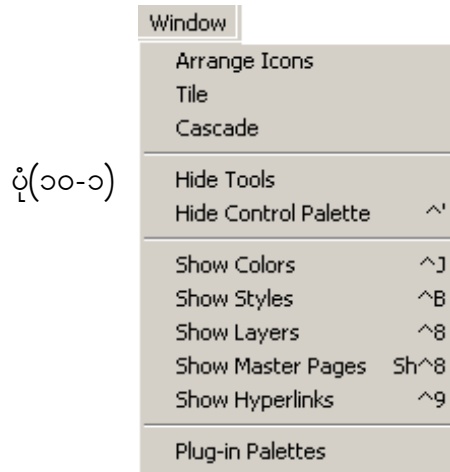 Window
Arrange Icons
Tile
Cascade
ပုံ(၁၀-၁)
Hide Tools
Hide Control Palette ^'
Show Colors ^J
Show Styles ^B
Show Layers ^8
Show Master Pages Sh^8
Show Hyperlinks ^9
Plug-in Palettes